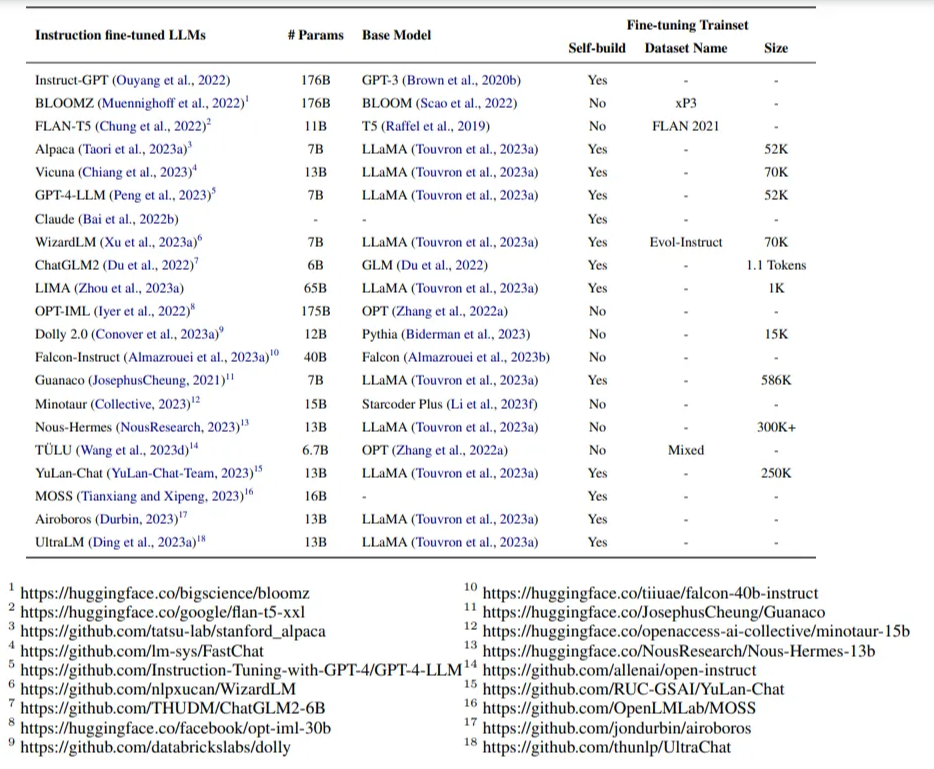 Fine-tuning Trainset
Instruction fine-tuned LLMs # Params Base Model Self-build Dataset Name Size
Instruct-GPT (Ouyang et al., 2022) 176B GPT-3 (Brown et al., 2020b) Yes - -
BLOOMZ (Muennighoff et al., 2022)1 176B BLOOM (Scao et al., 2022) No xP3 -
FLAN-T5 (Chung et al., 2022)2 11B T5 (Raffel et al., 2019) No FLAN 2021 -
Alpaca (Taori et al., 2023a)3 7B LLaMA (Touvron et al., 2023a) Yes - 52K
Vicuna (Chiang et al., 2023)4 13B LLaMA (Touvron et al., 2023a) Yes - 70K
GPT-4-LLM (Peng et al., 2023)5 7B LLaMA (Touvron et al., 2023a) Yes - 52K
Claude (Bai et al., 2022b) - - Yes - -
WizardLM (Xu et al., 2023a)6 7B LLaMA (Touvron et al., 2023a) Yes Evol-Instruct 70K
ChatGLM2 (Du et al., 2022)7 6B GLM (Du et al., 2022) Yes - 1.1 Tokens
LIMA (Zhou et al., 2023a) 65B LLaMA (Touvron et al., 2023a) Yes - 1K
OPT-IML (Iyer et al., 2022)8 175B OPT (Zhang et al., 2022a) No - -
Dolly 2.0 (Conover et al., 2023a)9 12B Pythia (Biderman et al., 2023) No - 15K
Falcon-Instruct (Almazrouei et al., 2023a)10 40B Falcon (Almazrouei et al., 2023b) No - -
Guanaco (JosephusCheung, 2021)11 7B LLaMA (Touvron et al., 2023a) Yes - 586K
Minotaur (Collective, 2023)12 15B Starcoder Plus (Li et al., 2023f) No - -
Nous-Hermes (NousResearch, 2023)13 13B LLaMA (Touvron et al., 2023a) No - 300K+
TÜLU (Wang et al., 2023d)14 6.7B OPT (Zhang et al., 2022a) No Mixed -
YuLan-Chat (YuLan-Chat-Team, 2023)15 13B LLaMA (Touvron et al., 2023a) Yes - 250K
MOSS (Tianxiang and Xipeng, 2023)16 16B - Yes - -
Airoboros (Durbin, 2023)17 13B LLaMA (Touvron et al., 2023a) Yes - -
UltraLM (Ding et al., 2023a)18 13B LLaMA (Touvron et al., 2023a) Yes - -
1 https://huggingface.co/bigscience/bloomz
2 https://huggingface.co/google/flan-t5-xxl
3 https://github.com/tatsu-lab/stanford_alpaca
4 https://github.com/lm-sys/FastChat
5 https://github.com/Instruction-Tuning-with-GPT-4/GPT-4-LLM
6 https://github.com/nlpxucan/WizardLM
7 https://github.com/THUDM/ChatGLM2-6B
8 https://huggingface.co/facebook/opt-iml-30b
9 https://github.com/databrickslabs/dolly
10 https://huggingface.co/tiiuae/falcon-40b-instruct
11 https://huggingface.co/JosephusCheung/Guanaco
12 https://huggingface.co/openaccess-ai-collective/minotaur-15b
13 https://huggingface.co/NousResearch/Nous-Hermes-13b
14 https://github.com/allenai/open-instruct
15 https://github.com/RUC-GSAI/YuLan-Chat
16 https://github.com/OpenLMLab/MOSS
17 https://github.com/jondurbin/airoboros
18 https://github.com/thunlp/UltraChat